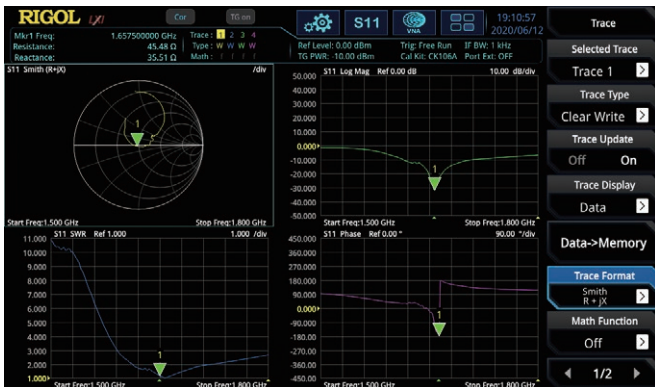 RIGOL LXI Cor TG on S11 VNA 19:10:57 2020/06/12
Mkr1 Freq: 1.657500000 GHz
Resistance: 45.48 Ω
Reactance: 35.51 Ω
Trace: 1 2 3 4
Type: W W W W
Math: f f f f
Ref Level: 0.00 dBm Trig: Free Run IF BW: 1 kHz
TG PWR: -10.00 dBm Cal Kit: CK106A Port Ext: OFF
S11 Smith (R+jX) /div
1
Start Freq:1.500 GHz Stop Freq:1.800 GHz
S11 Log Mag Ref 0.00 dB 10.00 dB/div
50.000
40.000
30.000
20.000
10.000
0.000
-10.000
-20.000
-30.000
-40.000
-50.000
1
Start Freq:1.500 GHz Stop Freq:1.800 GHz
S11 SWR Ref 1.000 1.000 /div
11.000
10.000
9.000
8.000
7.000
6.000
5.000
4.000
3.000
2.000
1.000
1
Start Freq:1.500 GHz Stop Freq:1.800 GHz
S11 Phase Ref 0.00 ° 90.00 °/div
450.00
360.00
270.00
180.00
90.000
0.000
-90.00
-180.00
-270.00
-360.00
-450.00
1
Start Freq:1.500 GHz Stop Freq:1.800 GHz
Trace
Selected Trace
Trace 1
Trace Type
Clear Write
Trace Update
Off On
Trace Display
Data
Data->Memory
Trace Format
Smith
R + jX
Math Function
Off
1/2